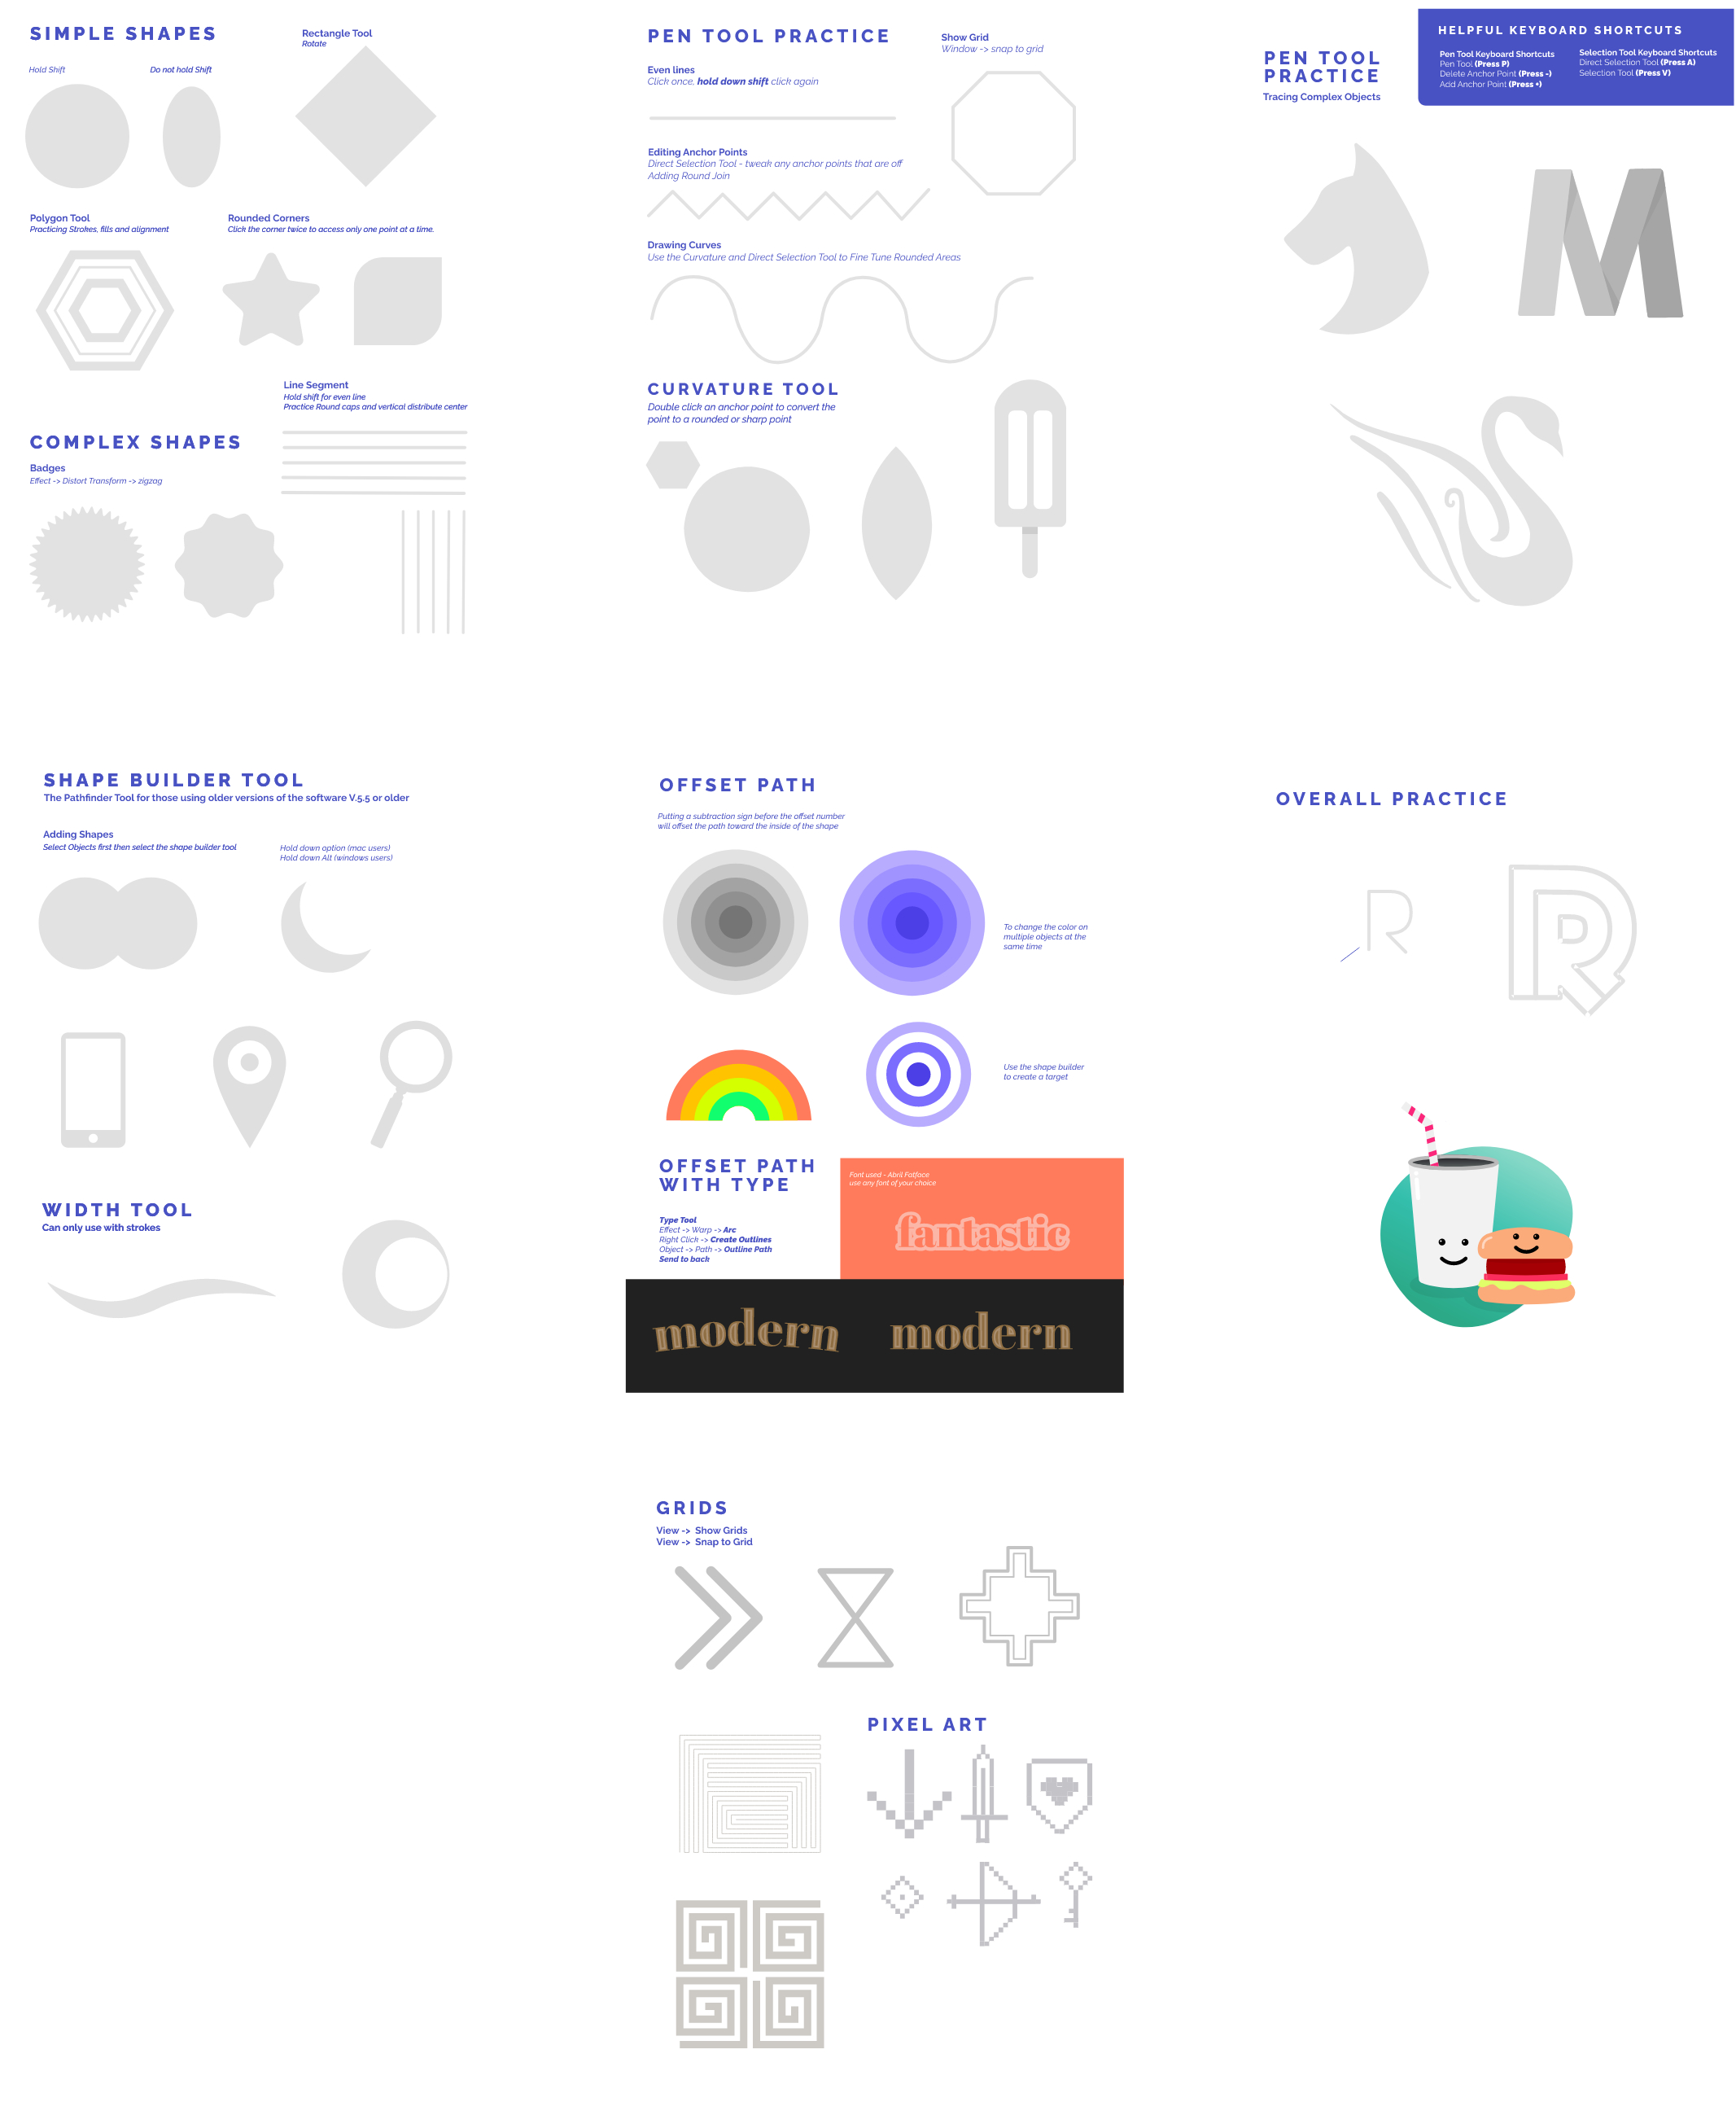 SIMPLE SHAPES
Rectangle Tool
Rotate
Hold Shift
Do not hold Shift
Polygon Tool
Practicing Strokes, fills and alignment
Rounded Corners
Click the corner twice to access only one point at a time.
Line Segment
Hold shift for even line
Practice Round caps and vertical distribute center
COMPLEX SHAPES
Badges
Effect -> Distort Transform -> zigzag
PEN TOOL PRACTICE
Even lines
Click once, hold down shift click again
Show Grid
Window -> snap to grid
Editing Anchor Points
Direct Selection Tool - tweak any anchor points that are off
Adding Round Join
Drawing Curves
Use the Curvature and Direct Selection Tool to Fine Tune Rounded Areas
CURVATURE TOOL
Double click an anchor point to convert the
point to a rounded or sharp point
PEN TOOL
PRACTICE
Tracing Complex Objects
HELPFUL KEYBOARD SHORTCUTS
Pen Tool Keyboard Shortcuts
Pen Tool (Press P)
Delete Anchor Point (Press -)
Add Anchor Point (Press +)
Selection Tool Keyboard Shortcuts
Direct Selection Tool (Press A)
Selection Tool (Press V)
M
SHAPE BUILDER TOOL
The Pathfinder Tool for those using older versions of the software V.5.5 or older
Adding Shapes
Select Objects first then select the shape builder tool
Hold down option (mac users)
Hold down Alt (windows users)
WIDTH TOOL
Can only use with strokes
OFFSET PATH
Putting a subtraction sign before the offset number
will offset the path toward the inside of the shape
To change the color on
multiple objects at the
same time
Use the shape builder
to create a target
OFFSET PATH
WITH TYPE
Type Tool
Effect -> Warp -> Arc
Right Click -> Create Outlines
Object -> Path -> Outline Path
Send to back
Font used - Abril Fatface
use any font of your choice
fantastic
modern
modern
OVERALL PRACTICE
R
R
GRIDS
View -> Show Grids
View -> Snap to Grid
PIXEL ART